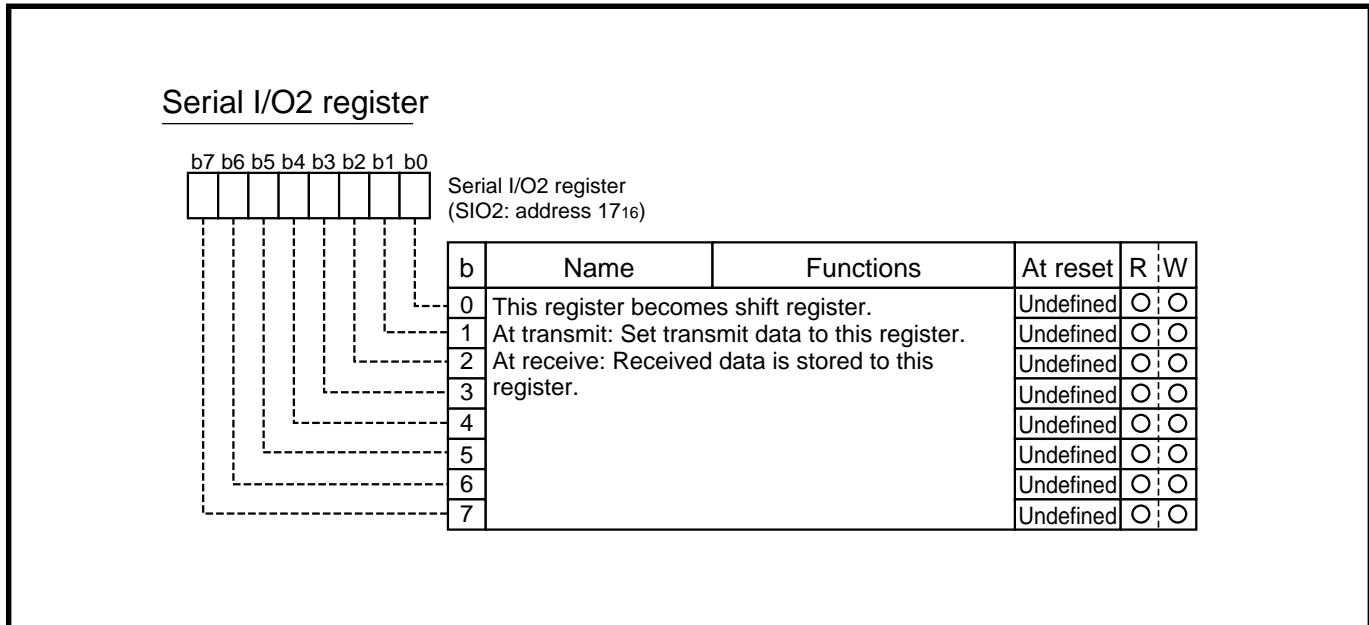 Serial I/O2 register
b7 b6 b5 b4 b3 b2 b1 b0
Serial I/O2 register
(SIO2: address 1716)
b Name Functions At reset R W
0 This register becomes shift register. Undefined ○ ○
1 At transmit: Set transmit data to this register. Undefined ○ ○
2 At receive: Received data is stored to this Undefined ○ ○
3 register. Undefined ○ ○
4 Undefined ○ ○
5 Undefined ○ ○
6 Undefined ○ ○
7 Undefined ○ ○